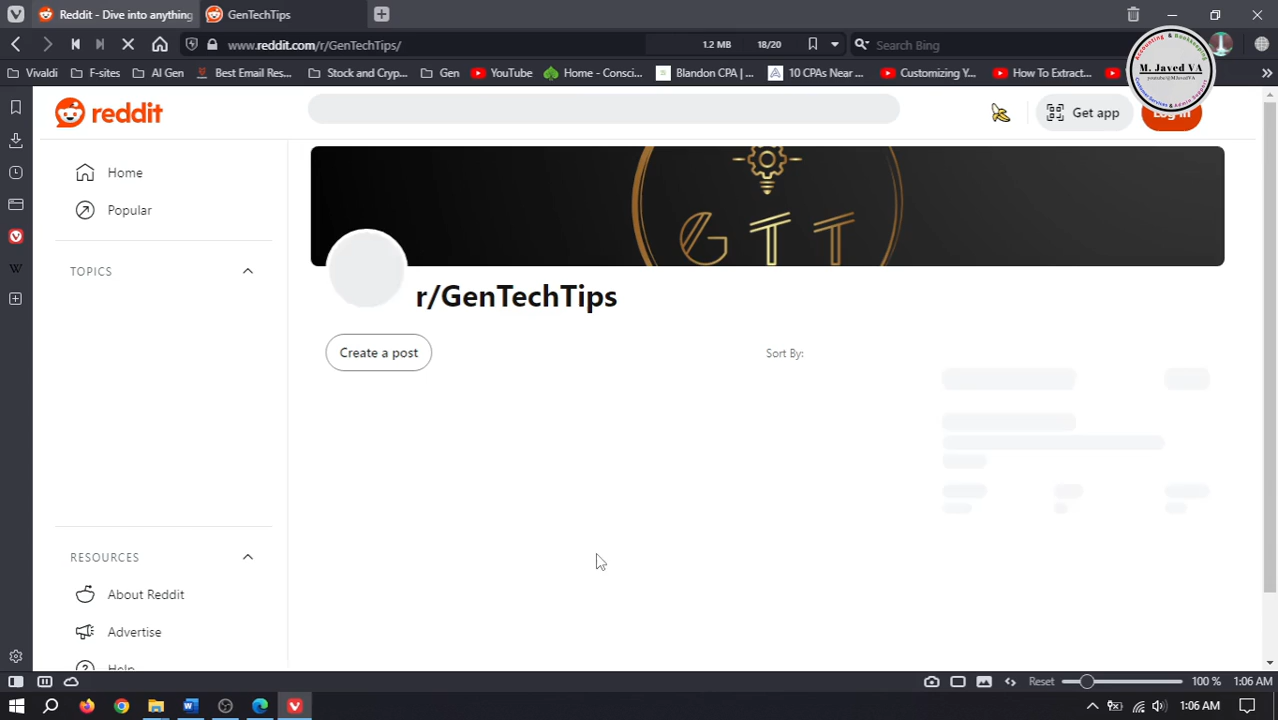 Reddit - Dive into anything
GenTechTips
www.reddit.com/r/GenTechTips/
1.2 MB
18/20
Search Bing
Vivaldi
F-sites
AI Gen
Best Email Res...
Stock and Cryp...
Gen
YouTube
Home - Consci...
Blandon CPA | ...
10 CPAs Near ...
Customizing Y...
How To Extract...
Accounting & Bookkeeping
M. Javed VA
reddit
Get app
Log In
Home
Popular
TOPICS
GTT
r/GenTechTips
Create a post
Sort By:
RESOURCES
About Reddit
Advertise
Help
Reset
100 %
1:06 AM
1:06 AM